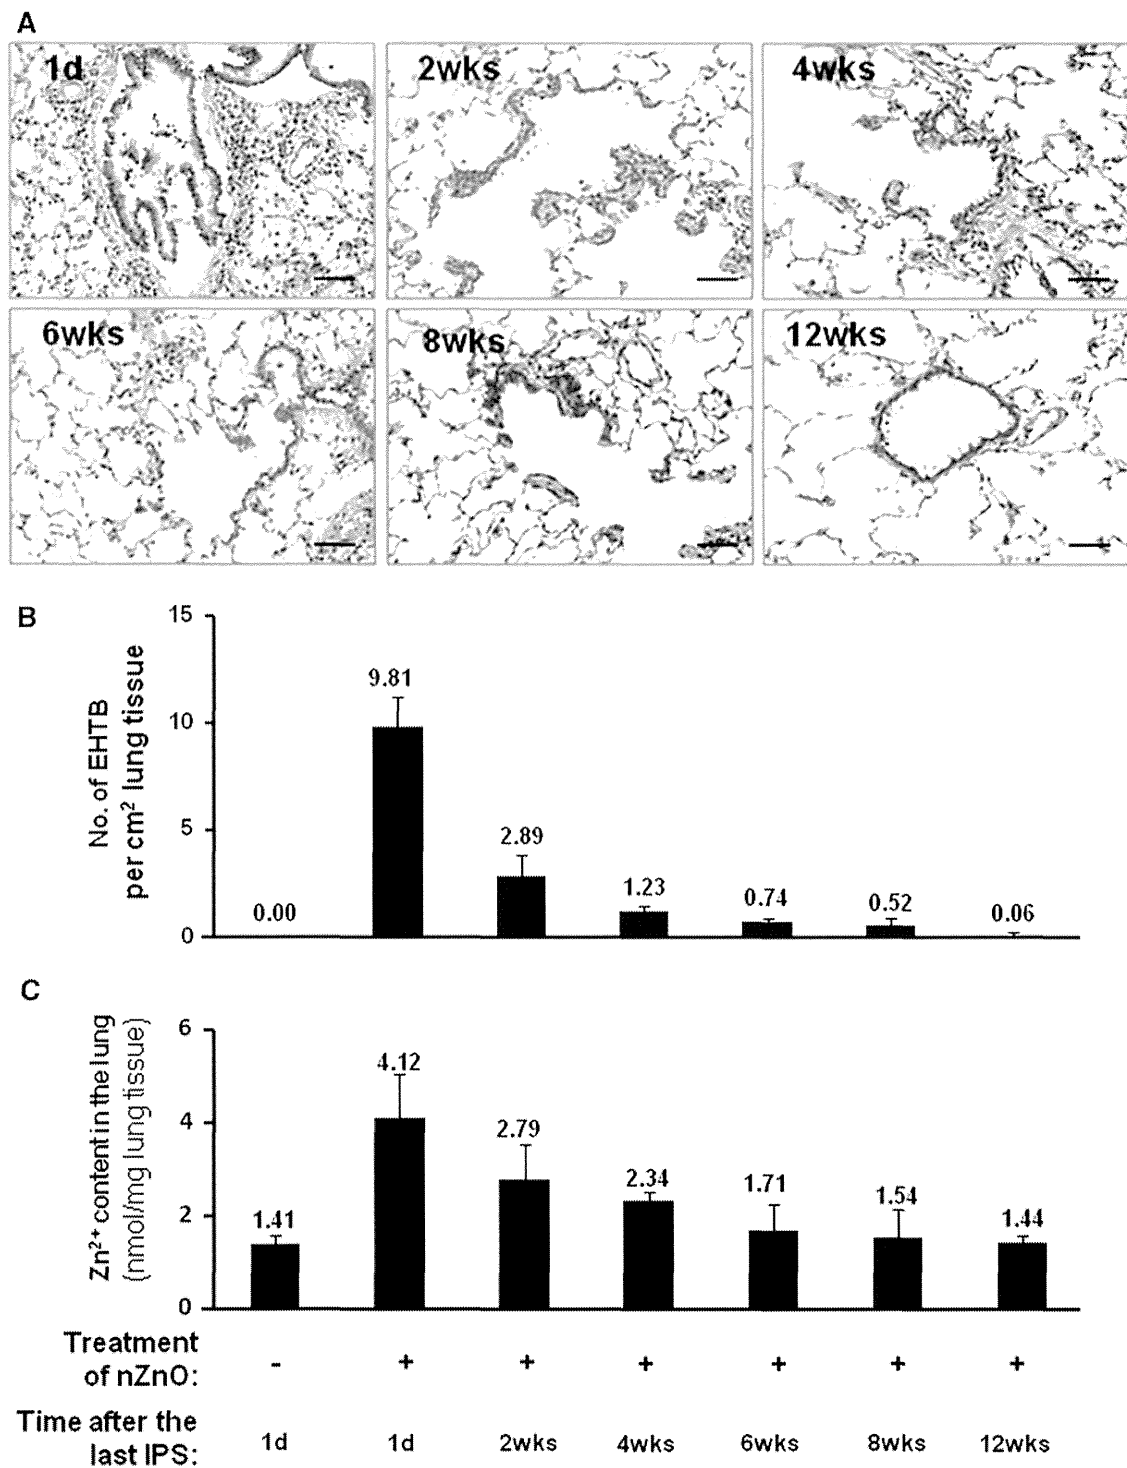 A
1d
2wks
4wks
6wks
8wks
12wks
B
No. of EHTB
per cm² lung tissue
15
10
5
0
0.00
9.81
2.89
1.23
0.74
0.52
0.06
C
Zn²⁺ content in the lung
(nmol/mg lung tissue)
6
4
2
0
1.41
4.12
2.79
2.34
1.71
1.54
1.44
Treatment
of nZnO:
- + + + + + +
Time after the
last IPS:
1d 1d 2wks 4wks 6wks 8wks 12wks